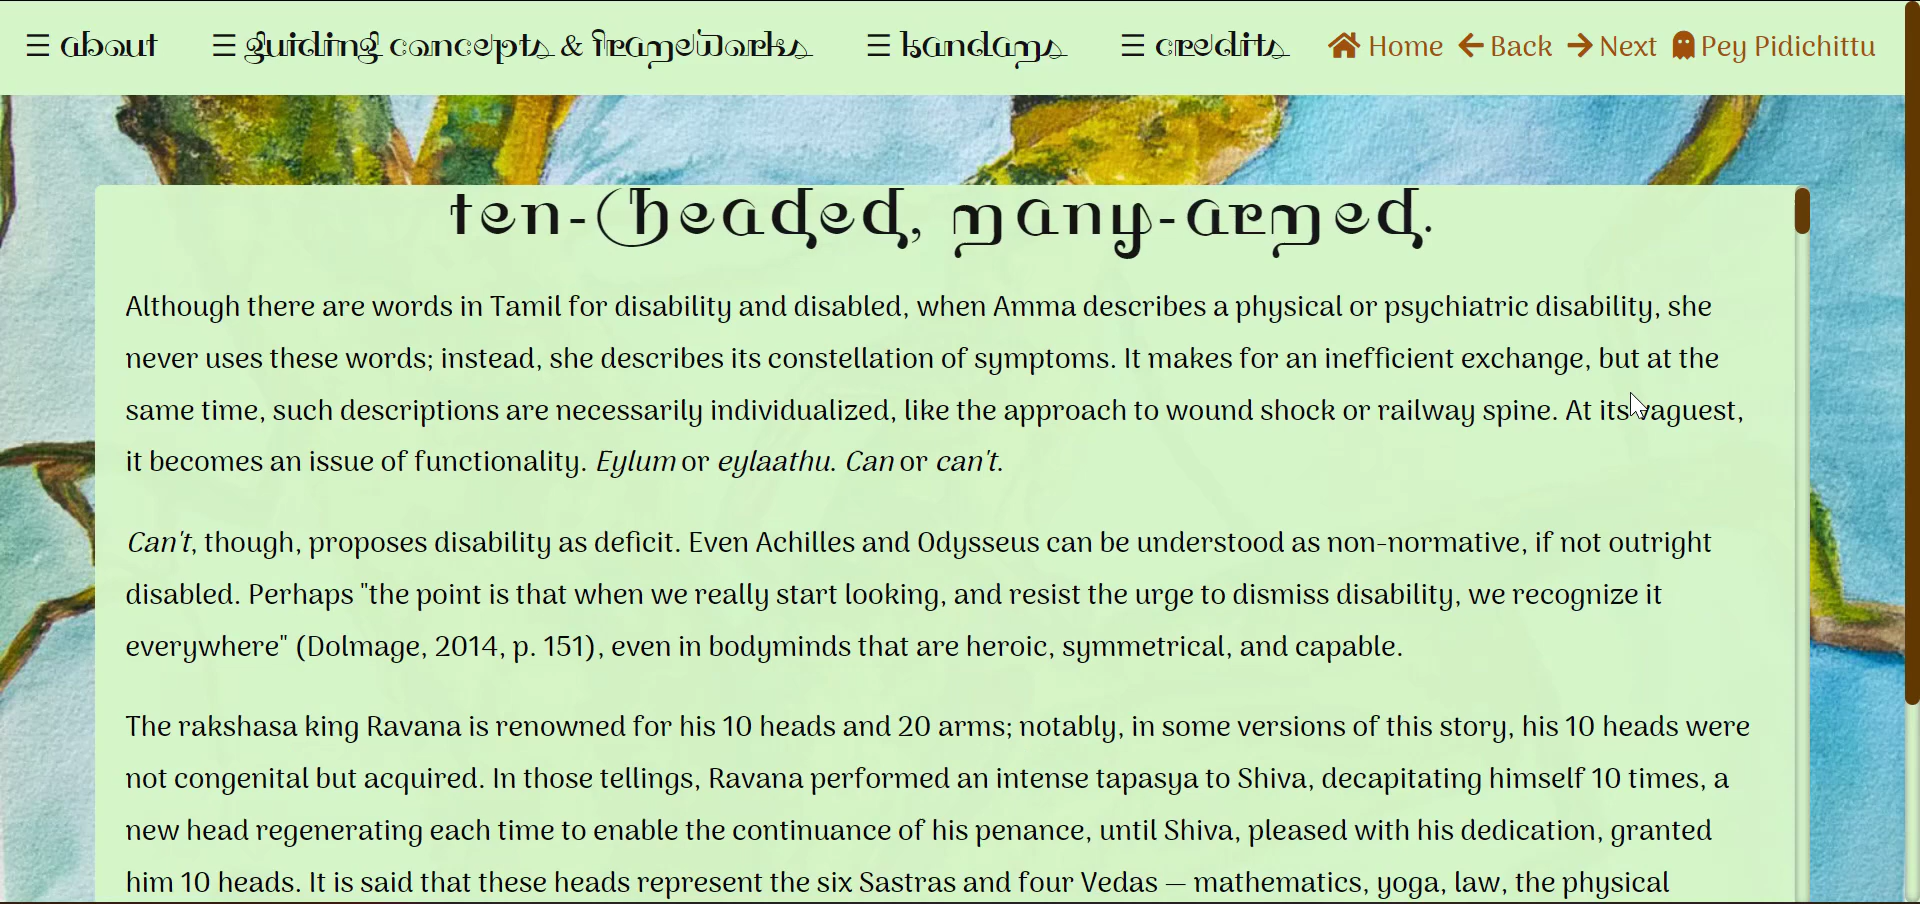 ☰ about ☰ guiding concepts & frameworks ☰ kandams ☰ credits Home Back Next Pey Pidichittu
ten-headed, many-armed.
Although there are words in Tamil for disability and disabled, when Amma describes a physical or psychiatric disability, she
never uses these words; instead, she describes its constellation of symptoms. It makes for an inefficient exchange, but at the
same time, such descriptions are necessarily individualized, like the approach to wound shock or railway spine. At its vaguest,
it becomes an issue of functionality. Eylum or eylaathu. Can or can't.
Can't, though, proposes disability as deficit. Even Achilles and Odysseus can be understood as non-normative, if not outright
disabled. Perhaps "the point is that when we really start looking, and resist the urge to dismiss disability, we recognize it
everywhere" (Dolmage, 2014, p. 151), even in bodyminds that are heroic, symmetrical, and capable.
The rakshasa king Ravana is renowned for his 10 heads and 20 arms; notably, in some versions of this story, his 10 heads were
not congenital but acquired. In those tellings, Ravana performed an intense tapasya to Shiva, decapitating himself 10 times, a
new head regenerating each time to enable the continuance of his penance, until Shiva, pleased with his dedication, granted
him 10 heads. It is said that these heads represent the six Sastras and four Vedas — mathematics, yoga, law, the physical